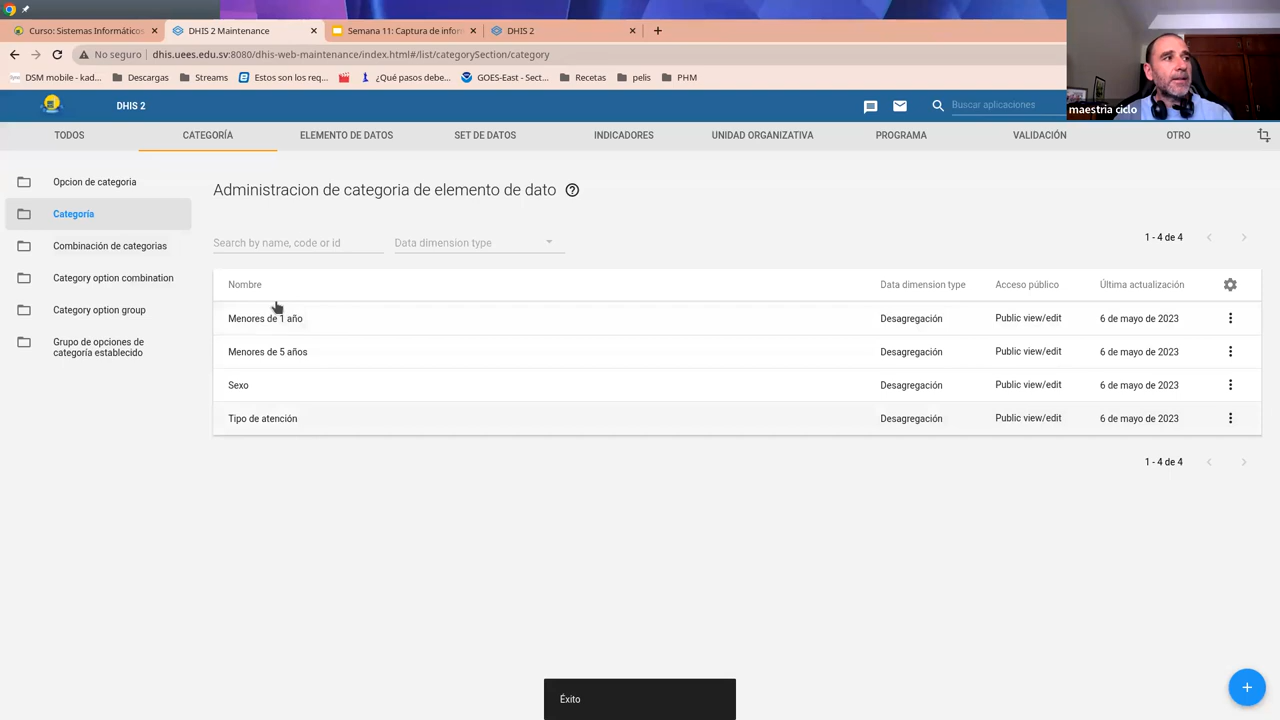 Curso: Sistemas Informáticos
DHIS 2 Maintenance
Semana 11: Captura de infor
DHIS 2
No seguro
dhis.uees.edu.sv:8080/dhis-web-maintenance/index.html#/list/categorySection/category
DSM mobile - kad...
Descargas
Streams
Estos son los req...
¿Qué pasos debe...
GOES-East - Sect...
Recetas
pelis
PHM
maestria ciclo
DHIS 2
Buscar aplicaciones
TODOS
CATEGORÍA
ELEMENTO DE DATOS
SET DE DATOS
INDICADORES
UNIDAD ORGANIZATIVA
PROGRAMA
VALIDACIÓN
OTRO
Opcion de categoria
Categoría
Combinación de categorias
Category option combination
Category option group
Grupo de opciones de
categoría establecido
Administracion de categoria de elemento de dato
Search by name, code or id
Data dimension type
1 - 4 de 4
Nombre
Data dimension type
Acceso público
Última actualización
Menores de 1 año
Desagregación
Public view/edit
6 de mayo de 2023
Menores de 5 años
Desagregación
Public view/edit
6 de mayo de 2023
Sexo
Desagregación
Public view/edit
6 de mayo de 2023
Tipo de atención
Desagregación
Public view/edit
6 de mayo de 2023
1 - 4 de 4
Éxito